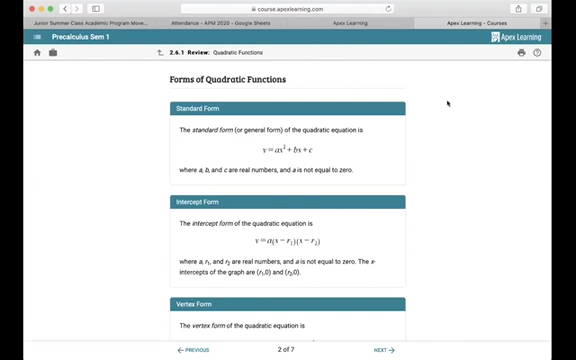 course.apexlearning.com
Junior Summer Class Academic Program Move...
Attendance - APM 2020 - Google Sheets
Apex Learning
Apex Learning - Courses
Precalculus Sem 1
Apex Learning
2.6.1 Review: Quadratic Functions
Forms of Quadratic Functions
Standard Form
The standard form (or general form) of the quadratic equation is
y = ax² + bx + c
where a, b, and c are real numbers, and a is not equal to zero.
Intercept Form
The intercept form of the quadratic equation is
y = a(x − r₁)(x − r₂)
where a, r₁, and r₂ are real numbers, and a is not equal to zero. The x-
intercepts of the graph are (r₁,0) and (r₂,0).
Vertex Form
The vertex form of the quadratic equation is
PREVIOUS
2 of 7
NEXT